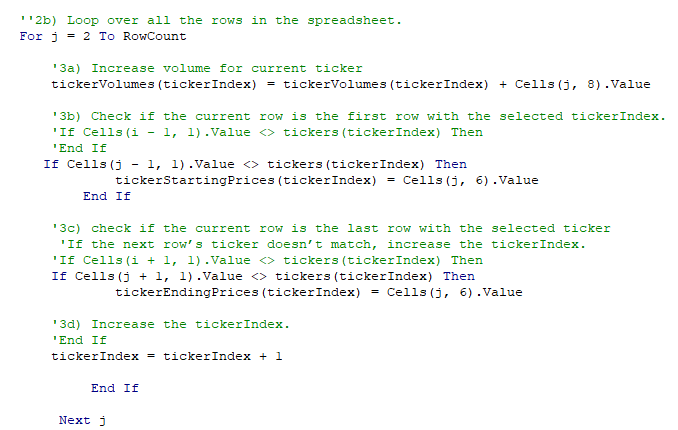 ''2b) Loop over all the rows in the spreadsheet.
For j = 2 To RowCount
'3a) Increase volume for current ticker
tickerVolumes(tickerIndex) = tickerVolumes(tickerIndex) + Cells(j, 8).Value
'3b) Check if the current row is the first row with the selected tickerIndex.
'If Cells(i - 1, 1).Value <> tickers(tickerIndex) Then
'End If
If Cells(j - 1, 1).Value <> tickers(tickerIndex) Then
tickerStartingPrices(tickerIndex) = Cells(j, 6).Value
End If
'3c) check if the current row is the last row with the selected ticker
'If the next row’s ticker doesn’t match, increase the tickerIndex.
'If Cells(i + 1, 1).Value <> tickers(tickerIndex) Then
If Cells(j + 1, 1).Value <> tickers(tickerIndex) Then
tickerEndingPrices(tickerIndex) = Cells(j, 6).Value
'3d) Increase the tickerIndex.
'End If
tickerIndex = tickerIndex + 1
End If
Next j